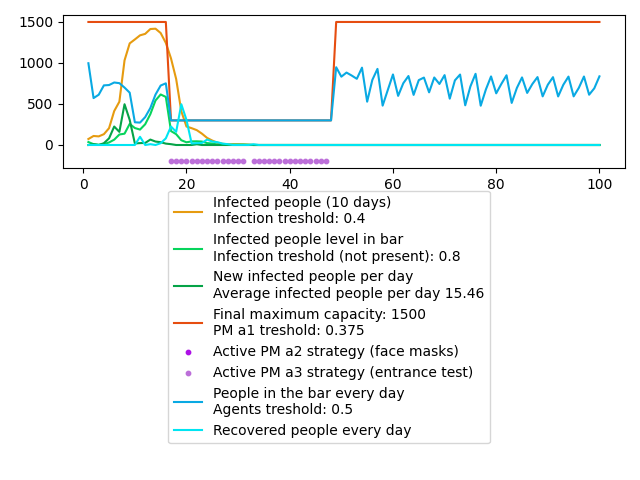 1500
1000
500
0
0 20 40 60 80 100
Infected people (10 days)
Infection treshold: 0.4
Infected people level in bar
Infection treshold (not present): 0.8
New infected people per day
Average infected people per day 15.46
Final maximum capacity: 1500
PM a1 treshold: 0.375
Active PM a2 strategy (face masks)
Active PM a3 strategy (entrance test)
People in the bar every day
Agents treshold: 0.5
Recovered people every day